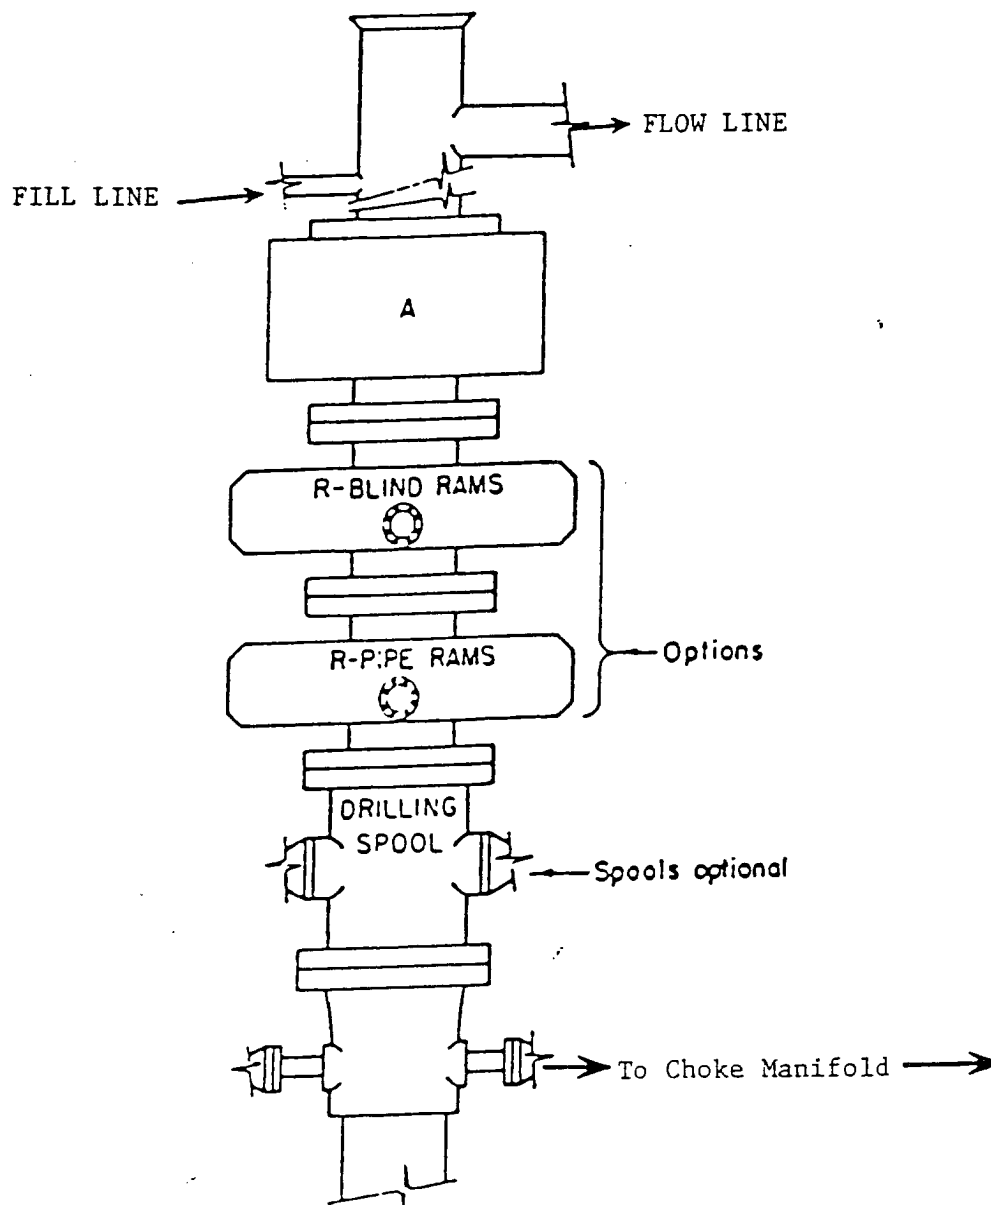 FLOW LINE
FILL LINE
A
R-BLIND RAMS
R-PIPE RAMS
Options
DRILLING
SPOOL
Spools optional
To Choke Manifold